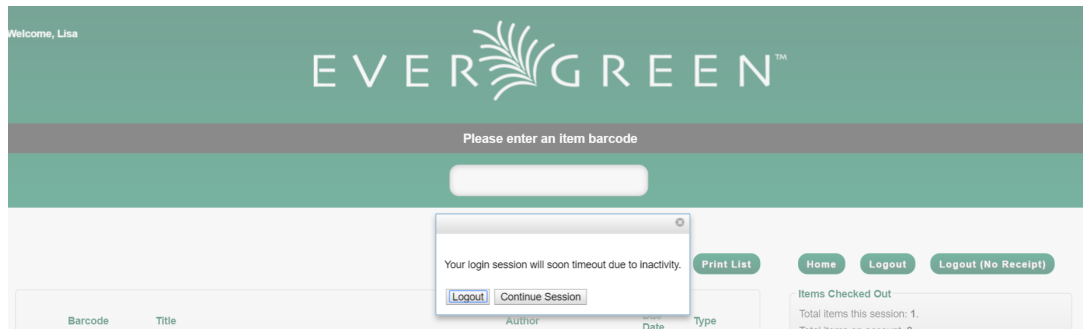 Welcome, Lisa
EVERGREEN™
Please enter an item barcode
Your login session will soon timeout due to inactivity.
Logout Continue Session
Print List Home Logout Logout (No Receipt)
Items Checked Out
Total items this session: 1.
Barcode Title Author Date Type